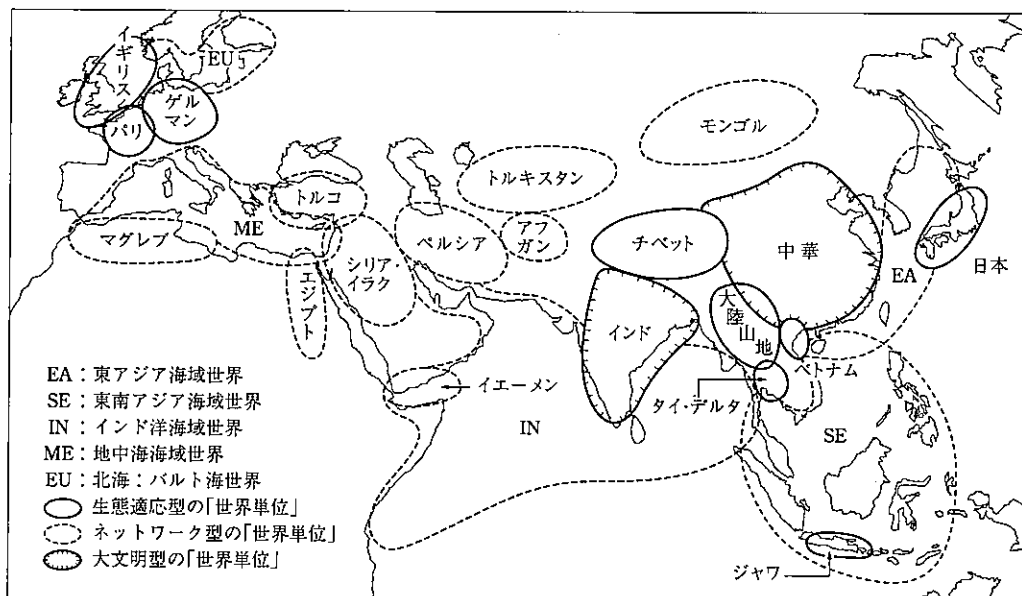 イギリス
EU
ゲルマン
パリ
モンゴル
トルキスタン
トルコ
ME
マグレブ
ペルシア
アフガン
チベット
中華
日本
EA
シリア・イラク
エジプト
インド
大陸山地
ベトナム
イエーメン
タイ・デルタ
IN
SE
ジャワ
EA：東アジア海域世界
SE：東南アジア海域世界
IN：インド洋海域世界
ME：地中海海域世界
EU：北海：バルト海世界
生態適応型の「世界単位」
ネットワーク型の「世界単位」
大文明型の「世界単位」